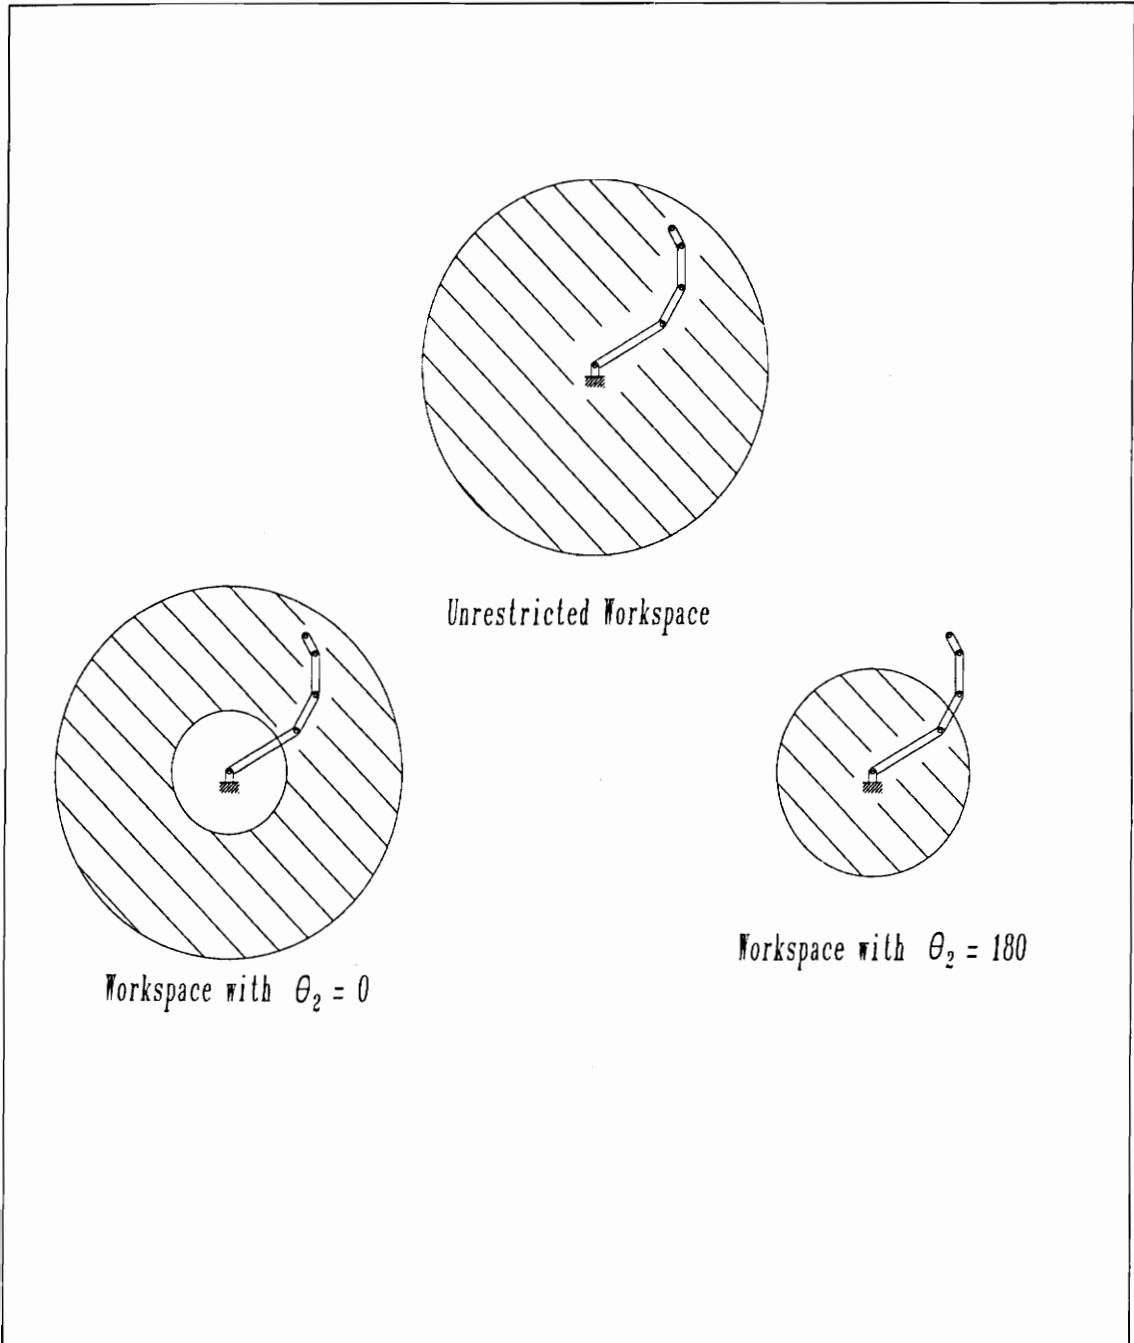 Unrestricted Workspace
Workspace with θ₂ = 0
Workspace with θ₂ = 180